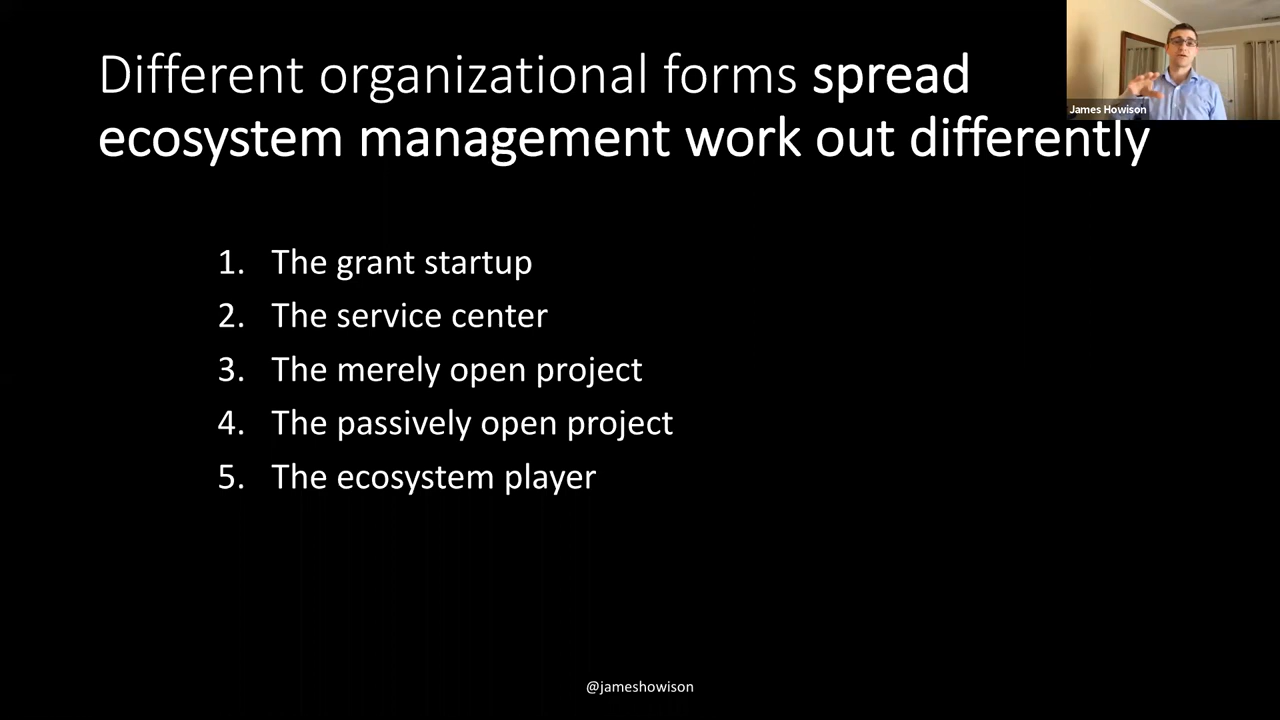 Different organizational forms spread
ecosystem management work out differently
James Howison
1. The grant startup
2. The service center
3. The merely open project
4. The passively open project
5. The ecosystem player
@jameshowison